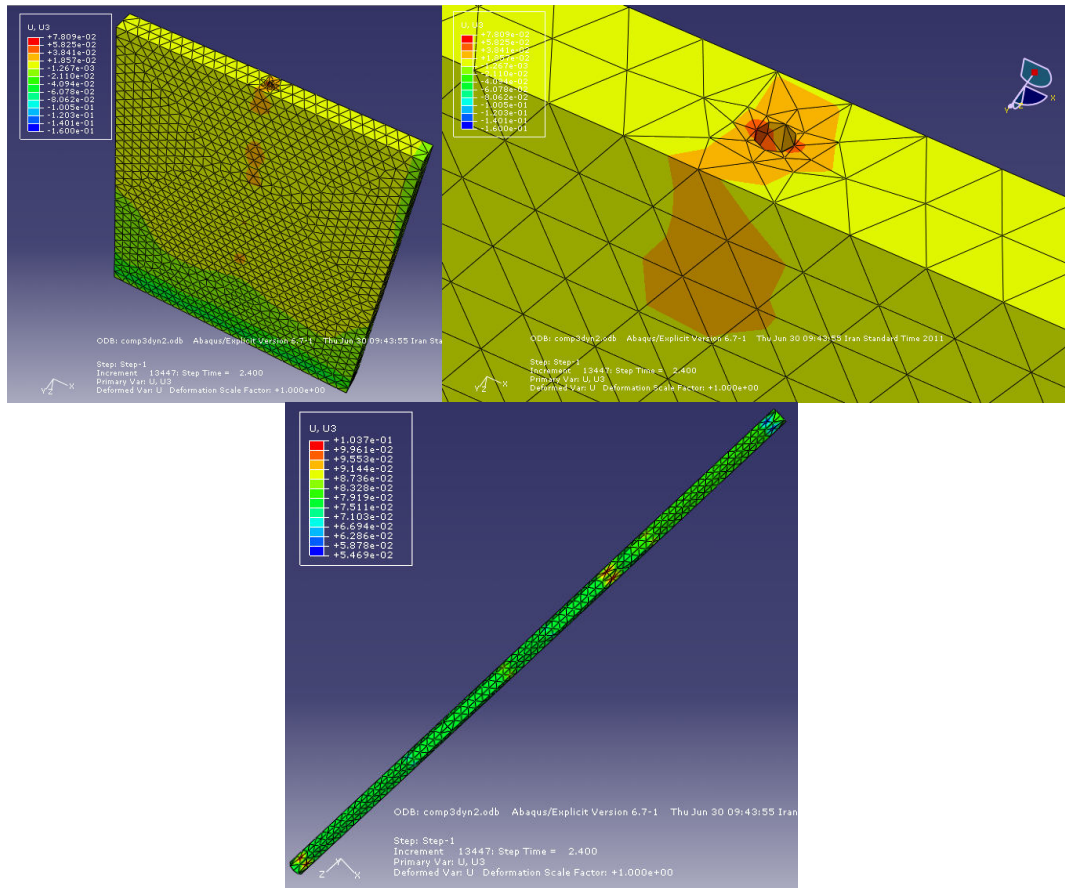 U, U3
+7.809e-02
+5.825e-02
+3.841e-02
+1.857e-02
-1.267e-03
-2.110e-02
-4.094e-02
-6.078e-02
-8.062e-02
-1.005e-01
-1.203e-01
-1.401e-01
-1.600e-01
ODB: comp3dyn2.odb Abaqus/Explicit Version 6.7-1 Thu Jun 30 09:43:55 Iran Sta
Step: Step-1
Increment 13447: Step Time = 2.400
Primary Var: U, U3
Deformed Var: U Deformation Scale Factor: +1.000e+00
Y
Z
X
U, U3
+7.809e-02
+5.825e-02
+3.841e-02
+1.857e-02
-1.267e-03
-2.110e-02
-4.094e-02
-6.078e-02
-8.062e-02
-1.005e-01
-1.203e-01
-1.401e-01
-1.600e-01
X
ODB: comp3dyn2.odb Abaqus/Explicit Version 6.7-1 Thu Jun 30 09:43:55 Iran Standard Time 2011
Step: Step-1
Increment 13447: Step Time = 2.400
Primary Var: U, U3
Deformed Var: U Deformation Scale Factor: +1.000e+00
Y
Z
X
U, U3
+1.037e-01
+9.961e-02
+9.553e-02
+9.144e-02
+8.736e-02
+8.328e-02
+7.919e-02
+7.511e-02
+7.103e-02
+6.694e-02
+6.286e-02
+5.878e-02
+5.469e-02
ODB: comp3dyn2.odb Abaqus/Explicit Version 6.7-1 Thu Jun 30 09:43:55 Iran
Step: Step-1
Increment 13447: Step Time = 2.400
Primary Var: U, U3
Deformed Var: U Deformation Scale Factor: +1.000e+00
Z
Y
X